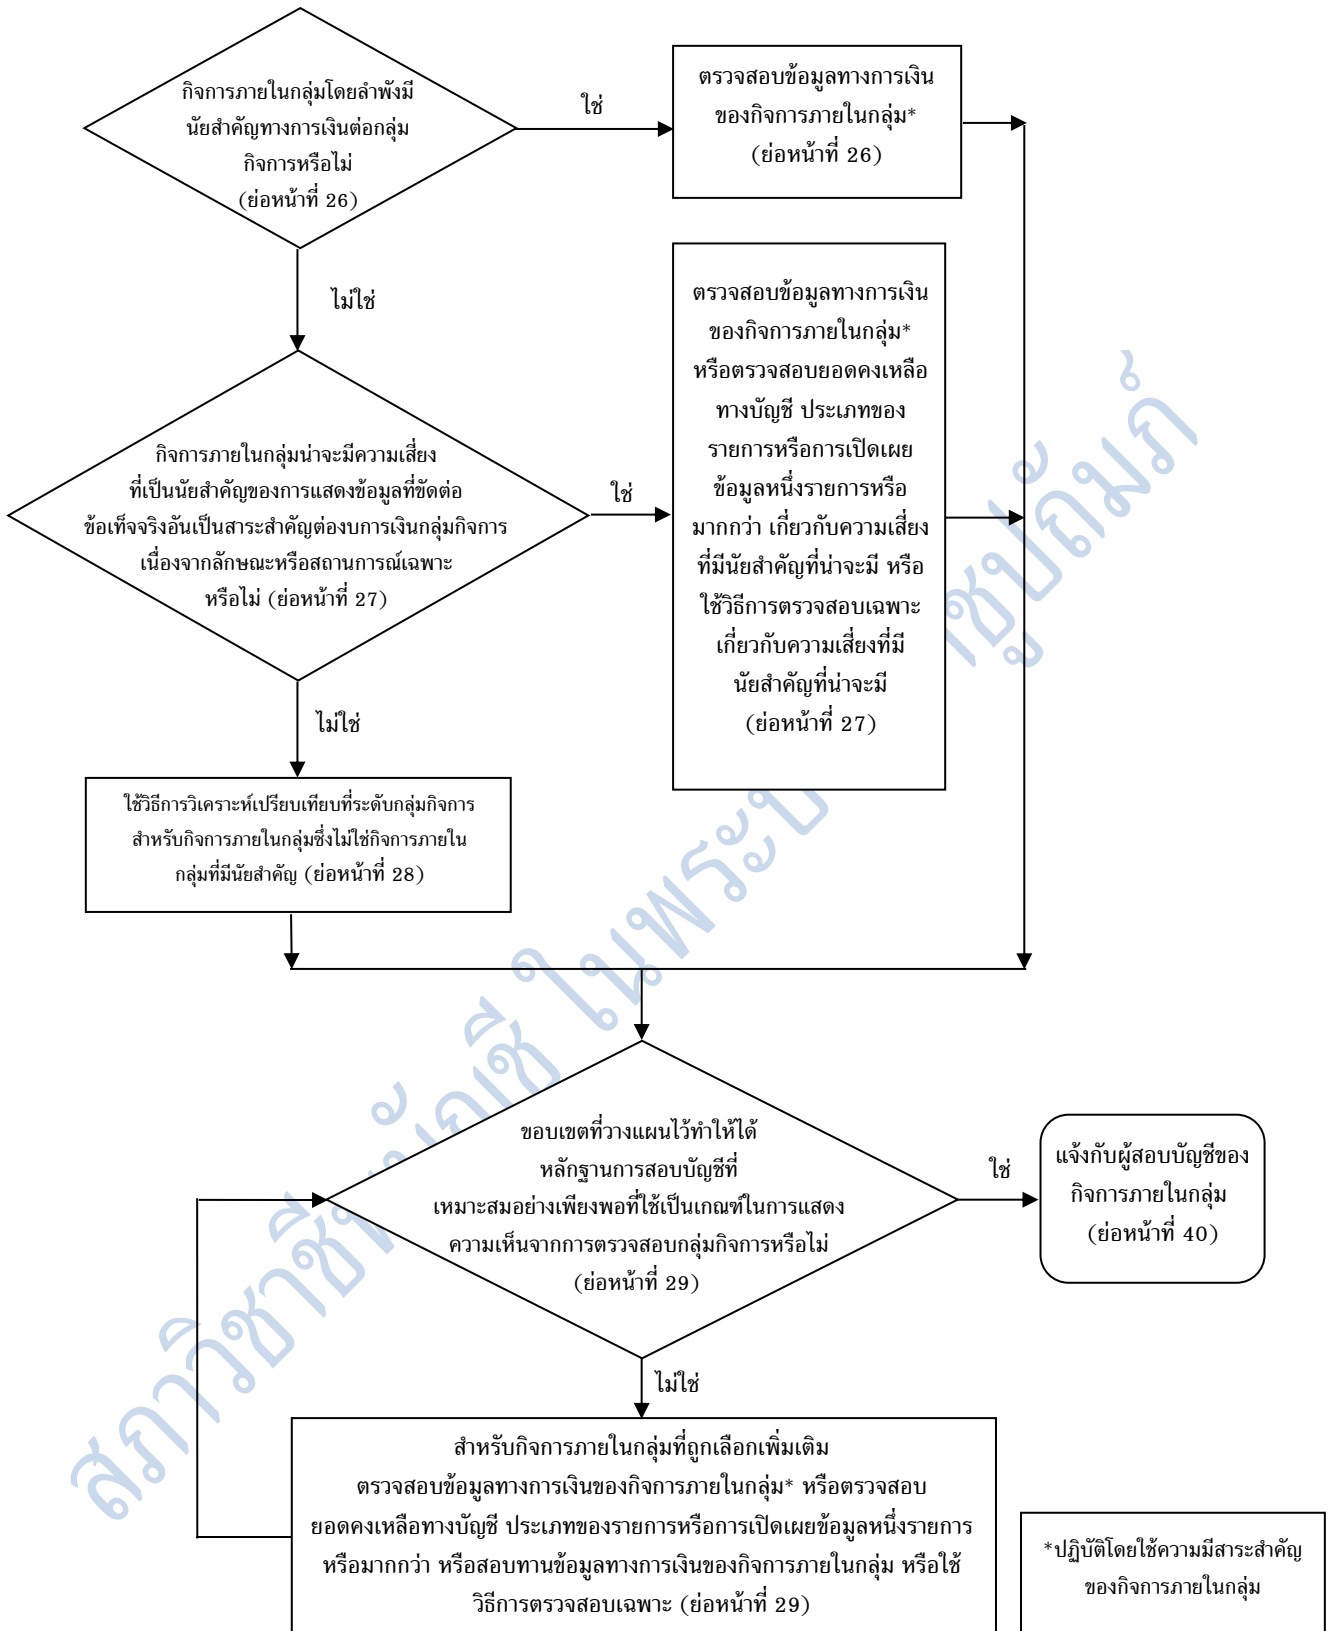 กิจการภายในกลุ่มโดยลำพังมี
นัยสำคัญทางการเงินต่อกลุ่ม
กิจการหรือไม่
(ย่อหน้าที่ 26)
ใช่
ตรวจสอบข้อมูลทางการเงิน
ของกิจการภายในกลุ่ม*
(ย่อหน้าที่ 26)
ไม่ใช่
กิจการภายในกลุ่มน่าจะมีความเสี่ยง
ที่เป็นนัยสำคัญของการแสดงข้อมูลที่ขัดต่อ
ข้อเท็จจริงอันเป็นสาระสำคัญต่องบการเงินกลุ่มกิจการ
เนื่องจากลักษณะหรือสถานการณ์เฉพาะ
หรือไม่ (ย่อหน้าที่ 27)
ใช่
ตรวจสอบข้อมูลทางการเงิน
ของกิจการภายในกลุ่ม*
หรือตรวจสอบยอดคงเหลือ
ทางบัญชี ประเภทของ
รายการหรือการเปิดเผย
ข้อมูลหนึ่งรายการหรือ
มากกว่า เกี่ยวกับความเสี่ยง
ที่มีนัยสำคัญที่น่าจะมี หรือ
ใช้วิธีการตรวจสอบเฉพาะ
เกี่ยวกับความเสี่ยงที่มี
นัยสำคัญที่น่าจะมี
(ย่อหน้าที่ 27)
ไม่ใช่
ใช้วิธีการวิเคราะห์เปรียบเทียบที่ระดับกลุ่มกิจการ
สำหรับกิจการภายในกลุ่มซึ่งไม่ใช่กิจการภายใน
กลุ่มที่มีนัยสำคัญ (ย่อหน้าที่ 28)
ขอบเขตที่วางแผนไว้ทำให้ได้
หลักฐานการสอบบัญชีที่
เหมาะสมอย่างเพียงพอที่ใช้เป็นเกณฑ์ในการแสดง
ความเห็นจากการตรวจสอบกลุ่มกิจการหรือไม่
(ย่อหน้าที่ 29)
ใช่
แจ้งกับผู้สอบบัญชีของ
กิจการภายในกลุ่ม
(ย่อหน้าที่ 40)
ไม่ใช่
สำหรับกิจการภายในกลุ่มที่ถูกเลือกเพิ่มเติม
ตรวจสอบข้อมูลทางการเงินของกิจการภายในกลุ่ม* หรือตรวจสอบ
ยอดคงเหลือทางบัญชี ประเภทของรายการหรือการเปิดเผยข้อมูลหนึ่งรายการ
หรือมากกว่า หรือสอบทานข้อมูลทางการเงินของกิจการภายในกลุ่ม หรือใช้
วิธีการตรวจสอบเฉพาะ (ย่อหน้าที่ 29)
*ปฏิบัติโดยใช้ความมีสาระสำคัญ
ของกิจการภายในกลุ่ม